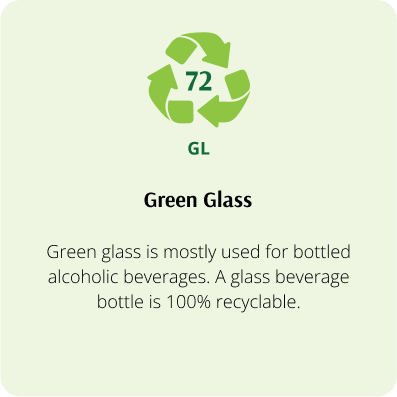 72
GL
Green Glass
Green glass is mostly used for bottled
alcoholic beverages. A glass beverage
bottle is 100% recyclable.